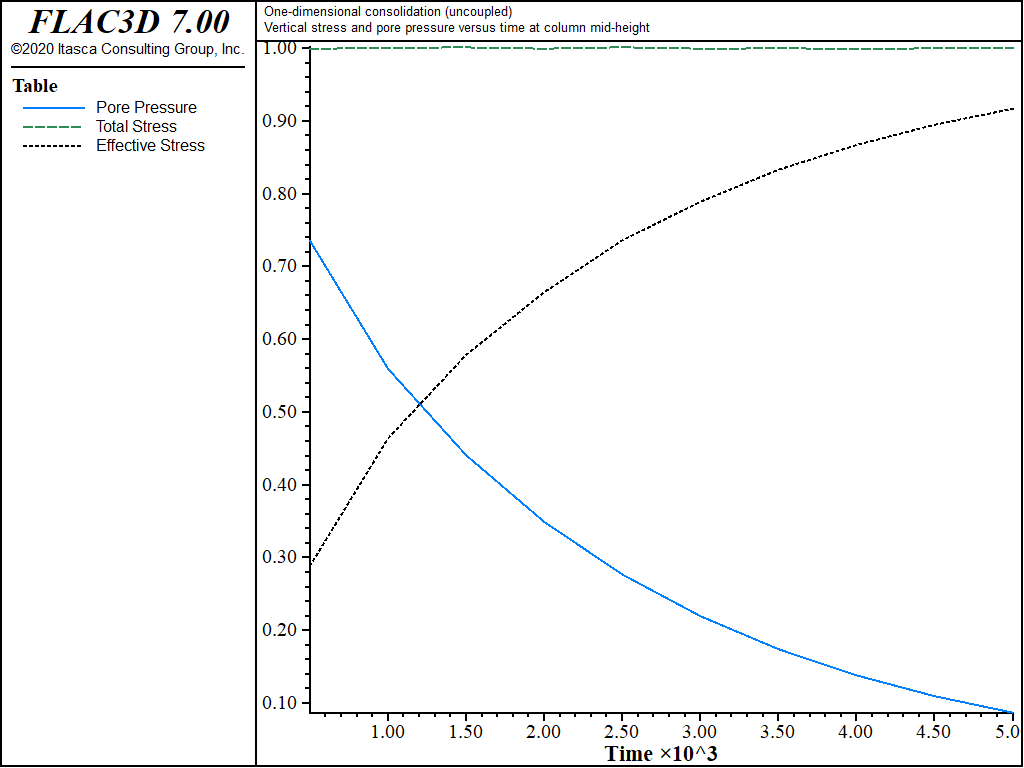 FLAC3D 7.00
©2020 Itasca Consulting Group, Inc.
Table
Pore Pressure
Total Stress
Effective Stress
One-dimensional consolidation (uncoupled)
Vertical stress and pore pressure versus time at column mid-height
1.00
0.90
0.80
0.70
0.60
0.50
0.40
0.30
0.20
0.10
1.00 1.50 2.00 2.50 3.00 3.50 4.00 4.50 5.0
Time ×10^3